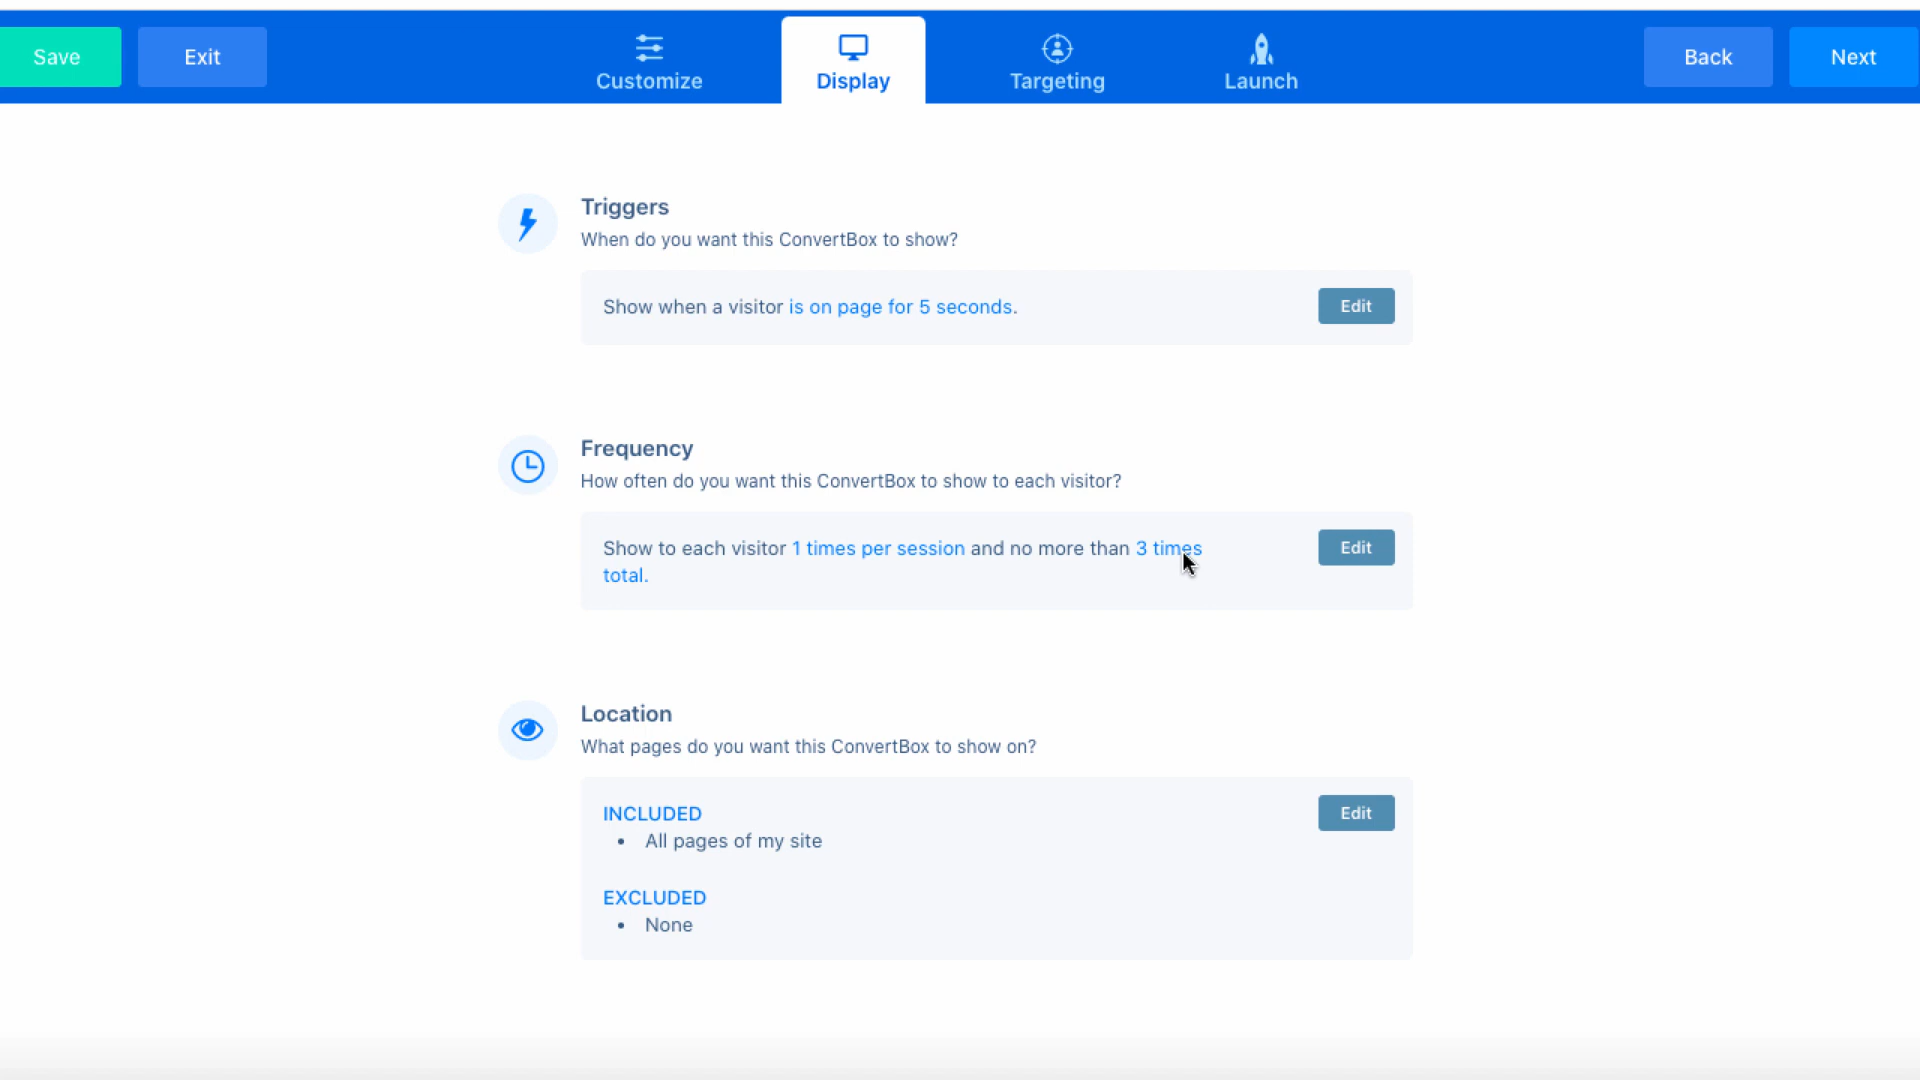 Save
Exit
Customize
Display
Targeting
Launch
Back
Next
Triggers
When do you want this ConvertBox to show?
Show when a visitor is on page for 5 seconds.
Edit
Frequency
How often do you want this ConvertBox to show to each visitor?
Show to each visitor 1 times per session and no more than 3 times
total.
Edit
Location
What pages do you want this ConvertBox to show on?
INCLUDED
Edit
• All pages of my site
EXCLUDED
• None